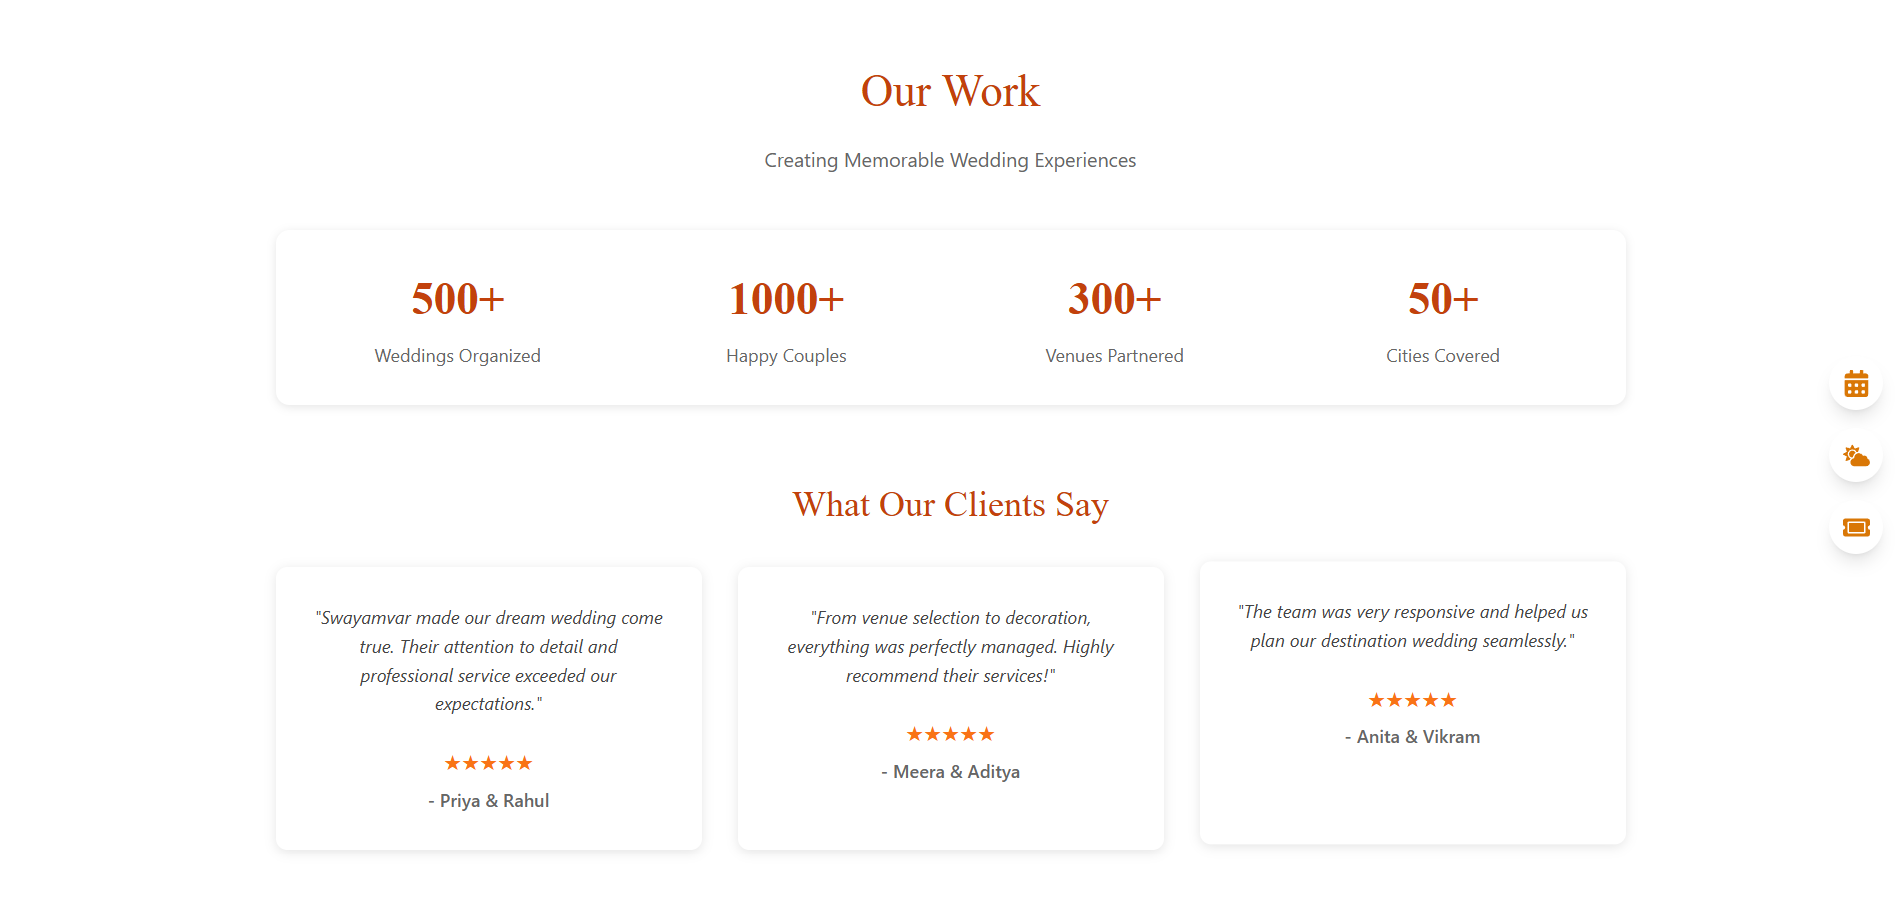 Our Work
Creating Memorable Wedding Experiences
500+
Weddings Organized
1000+
Happy Couples
300+
Venues Partnered
50+
Cities Covered
What Our Clients Say
"Swayamvar made our dream wedding come
true. Their attention to detail and
professional service exceeded our
expectations."
★★★★★
- Priya & Rahul
"From venue selection to decoration,
everything was perfectly managed. Highly
recommend their services!"
★★★★★
- Meera & Aditya
"The team was very responsive and helped us
plan our destination wedding seamlessly."
★★★★★
- Anita & Vikram